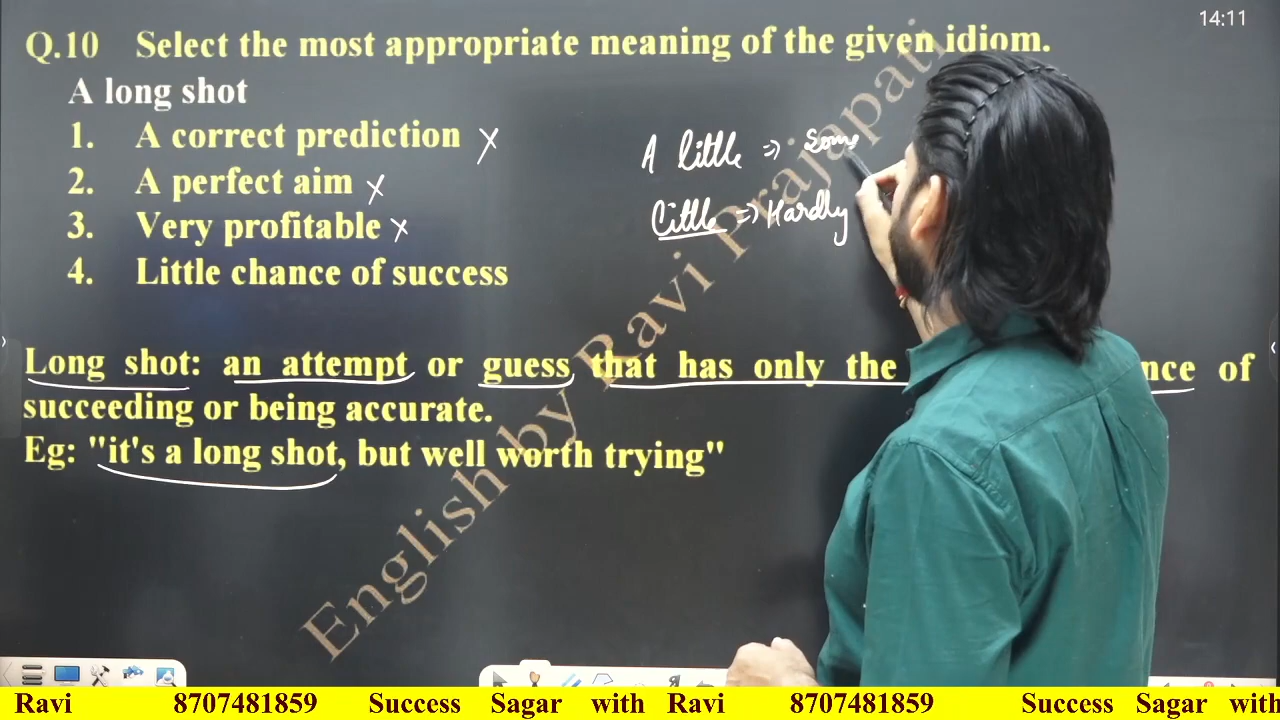 14:11
Q.10 Select the most appropriate meaning of the given idiom.
A long shot
1. A correct prediction x
2. A perfect aim x
3. Very profitable x
4. Little chance of success
A little => Some
Little => Hardly
Long shot: an attempt or guess that has only the nce of
succeeding or being accurate.
Eg: "it's a long shot, but well worth trying"
English by Ravi Prajapati
Ravi 8707481859 Success Sagar with Ravi 8707481859 Success Sagar with